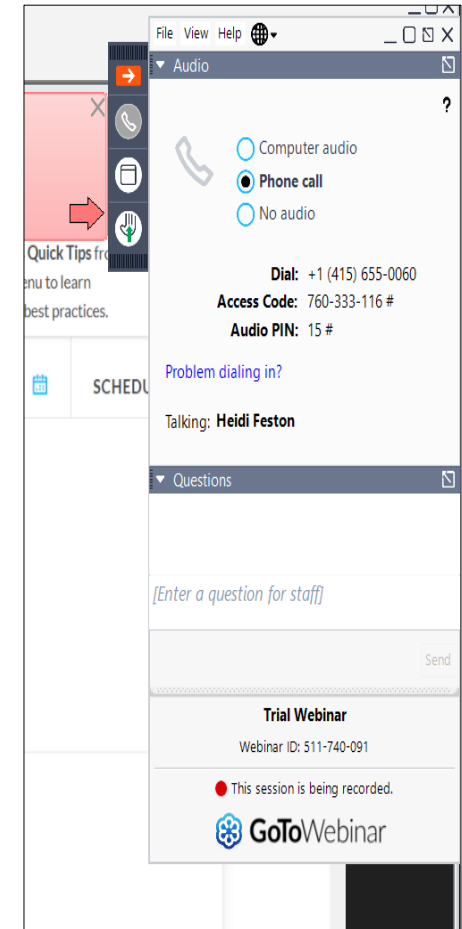 File View Help
Audio
?
Computer audio
Phone call
No audio
Dial: +1 (415) 655-0060
Access Code: 760-333-116 #
Audio PIN: 15 #
Problem dialing in?
Talking: Heidi Feston
Questions
[Enter a question for staff]
Send
Trial Webinar
Webinar ID: 511-740-091
This session is being recorded.
GoToWebinar
Quick Tips fr
enu to learn
best practices.
SCHEDU